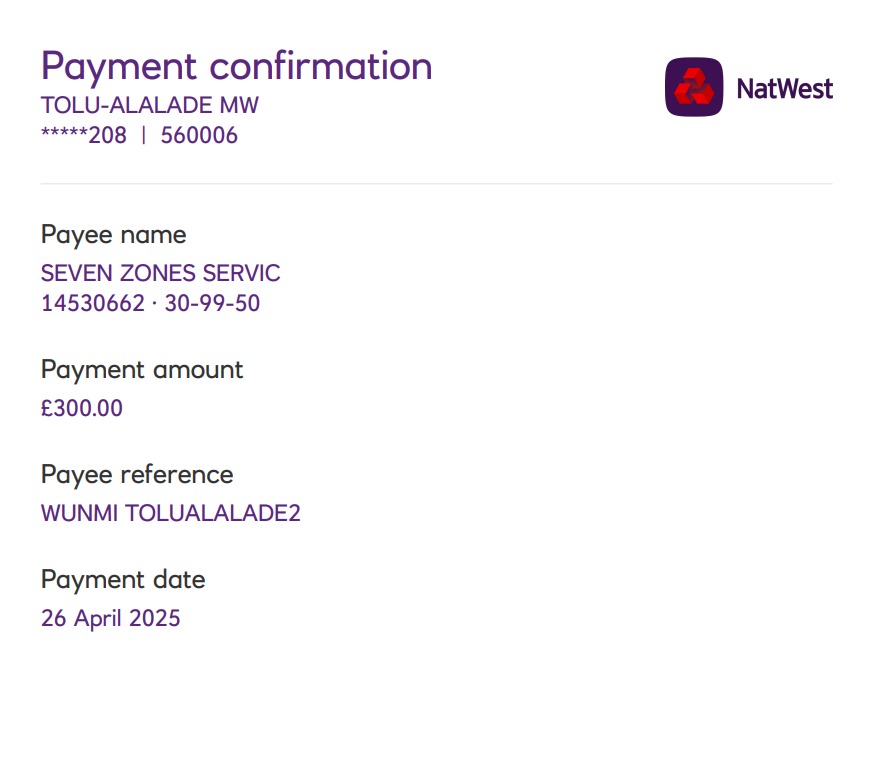 Payment confirmation
TOLU-ALALADE MW
*****208 | 560006
NatWest
Payee name
SEVEN ZONES SERVIC
14530662 · 30-99-50
Payment amount
£300.00
Payee reference
WUNMI TOLUALALADE2
Payment date
26 April 2025